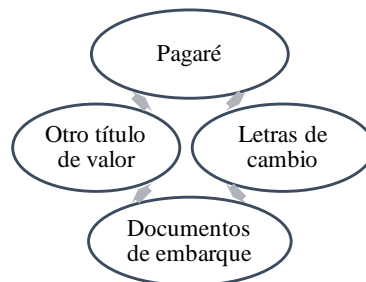 Pagaré
Otro título
de valor
Letras de
cambio
Documentos
de embarque